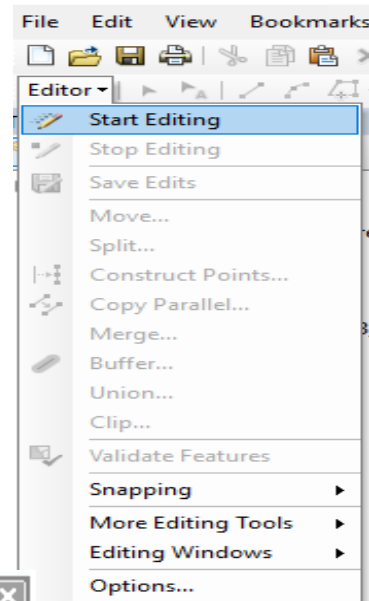 File Edit View Bookmarks
Editor
Start Editing
Stop Editing
Save Edits
Move...
Split...
Construct Points...
Copy Parallel...
Merge...
Buffer...
Union...
Clip...
Validate Features
Snapping
More Editing Tools
Editing Windows
Options...